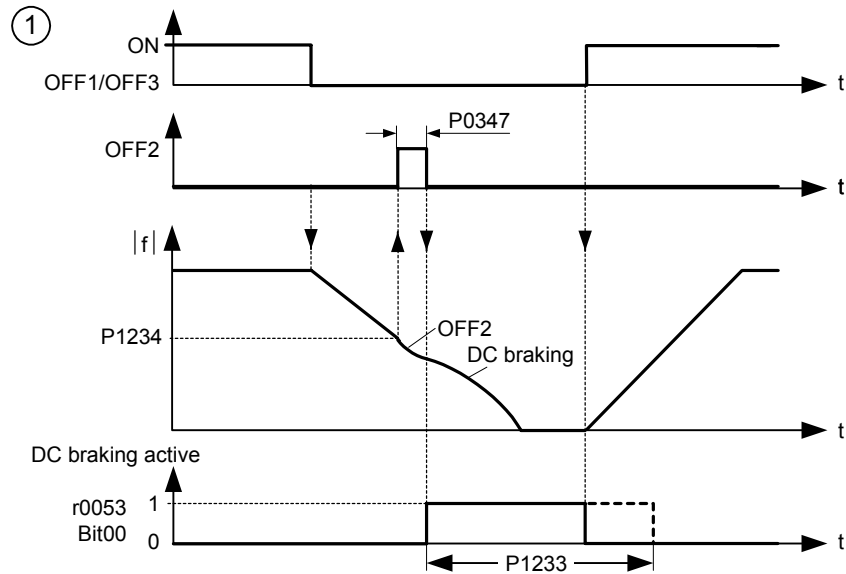 1
ON
OFF1/OFF3
t
P0347
OFF2
t
|f|
P1234
OFF2
DC braking
t
DC braking active
r0053
Bit00
1
0
t
P1233